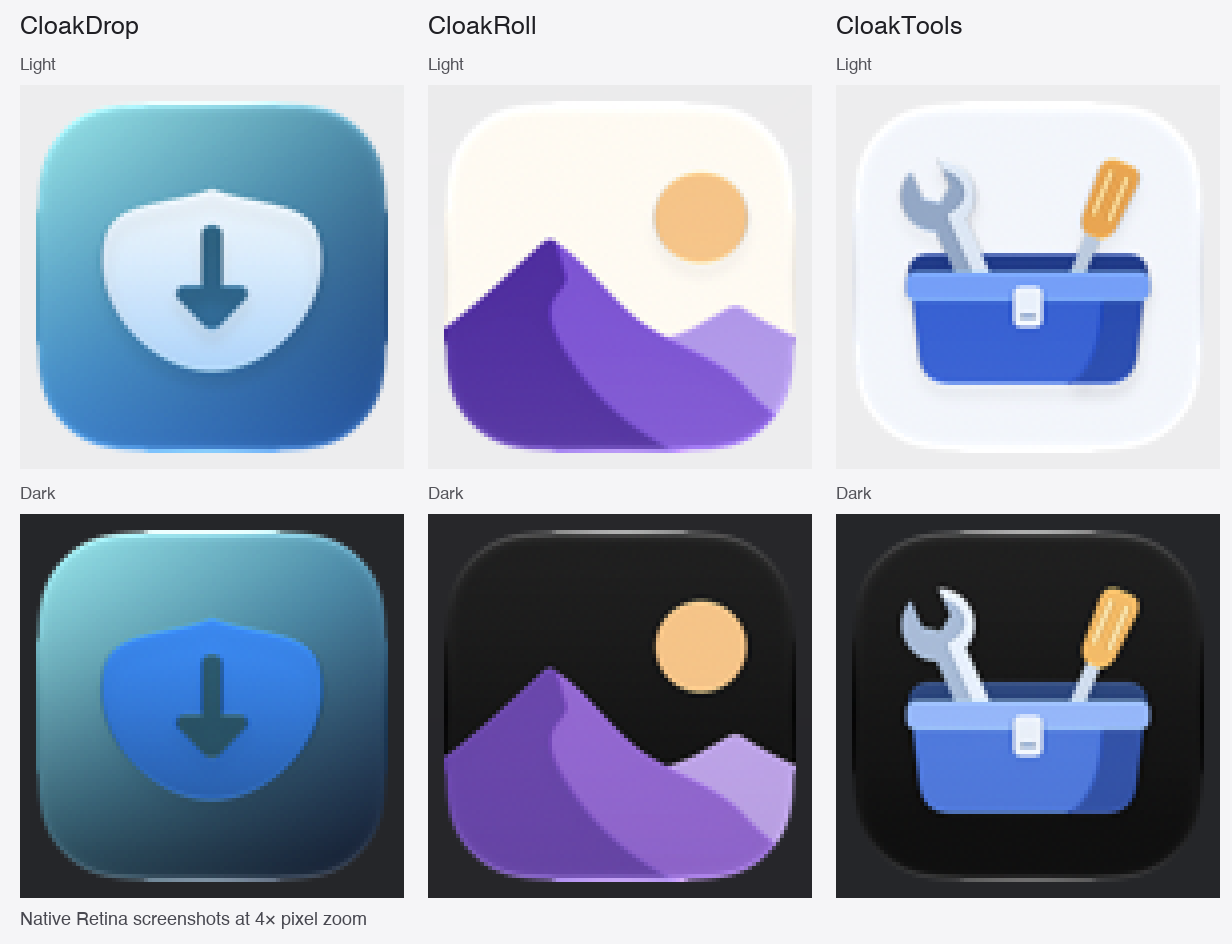 CloakDrop
CloakRoll
CloakTools
Light
Light
Light
Dark
Dark
Dark
Native Retina screenshots at 4× pixel zoom